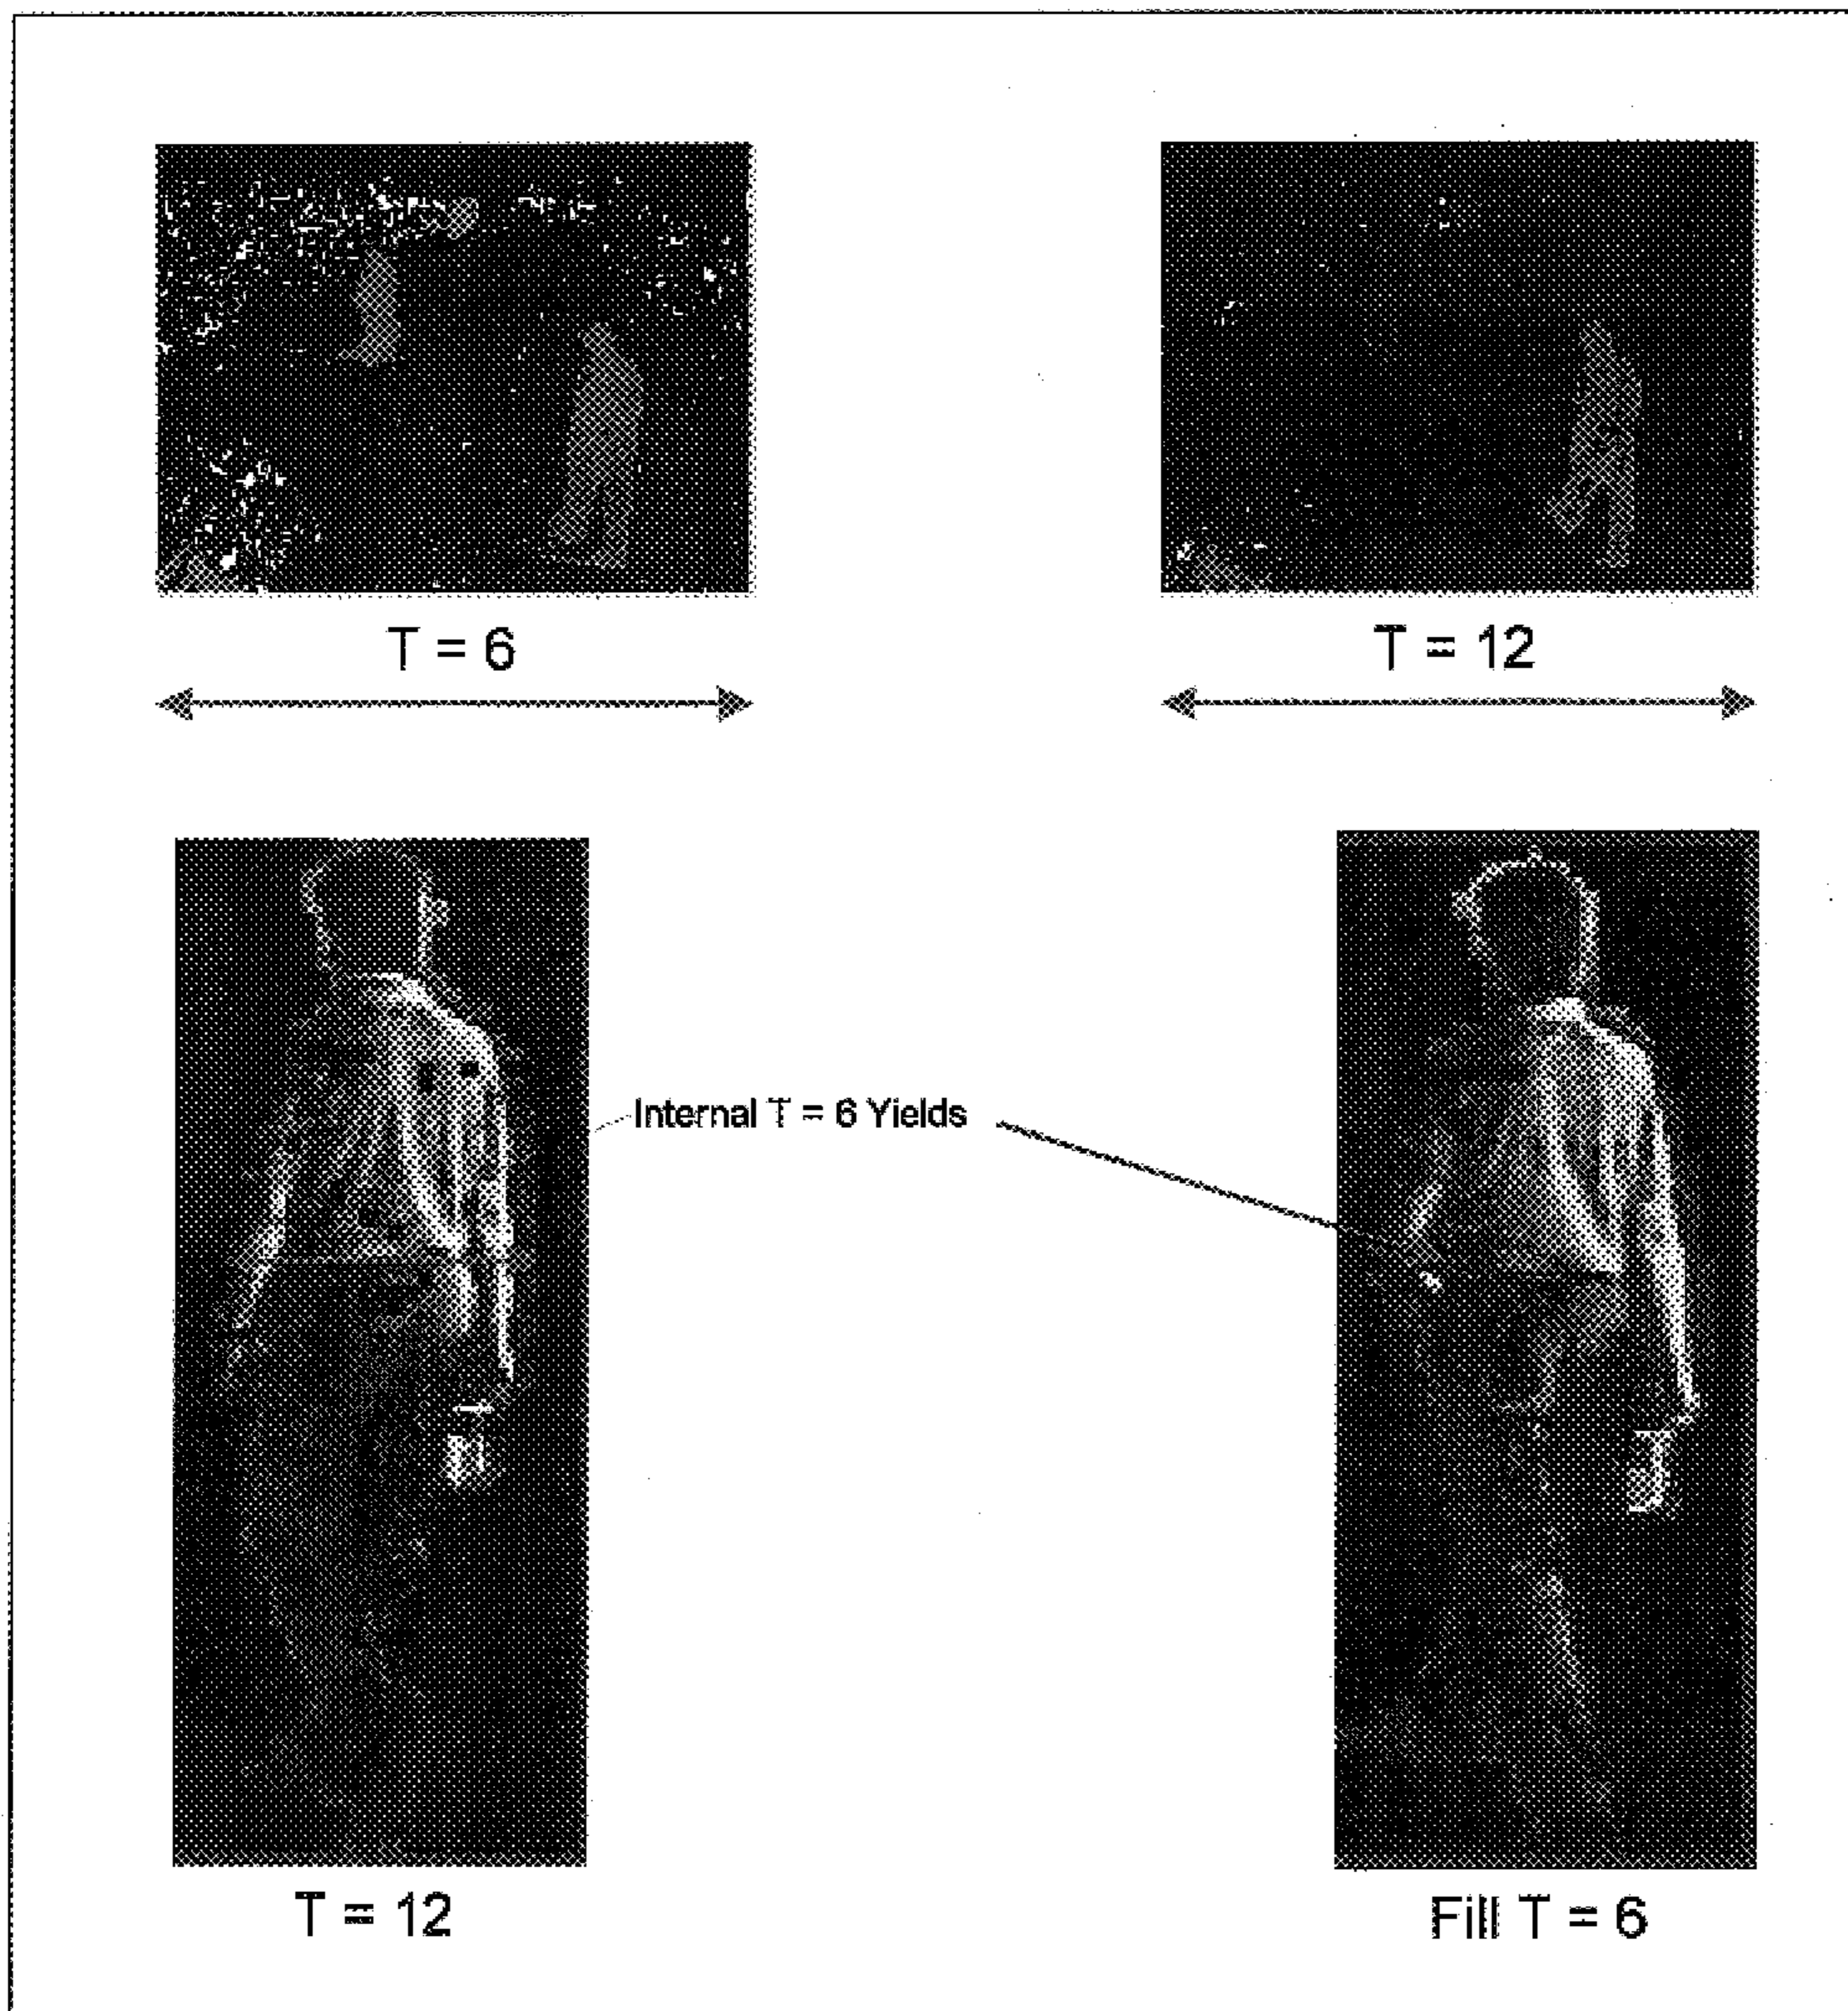 T = 6
T = 12
Internal T = 6 Yields
T = 12
Fill T = 6